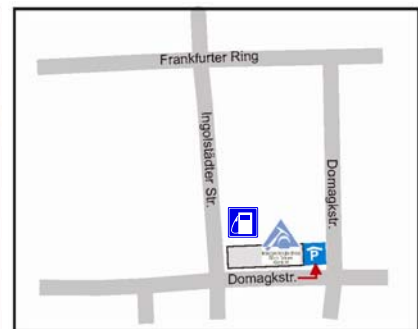 Frankfurter Ring
Ingolstädter Str.
Domagkstr.
P
Domagkstr.